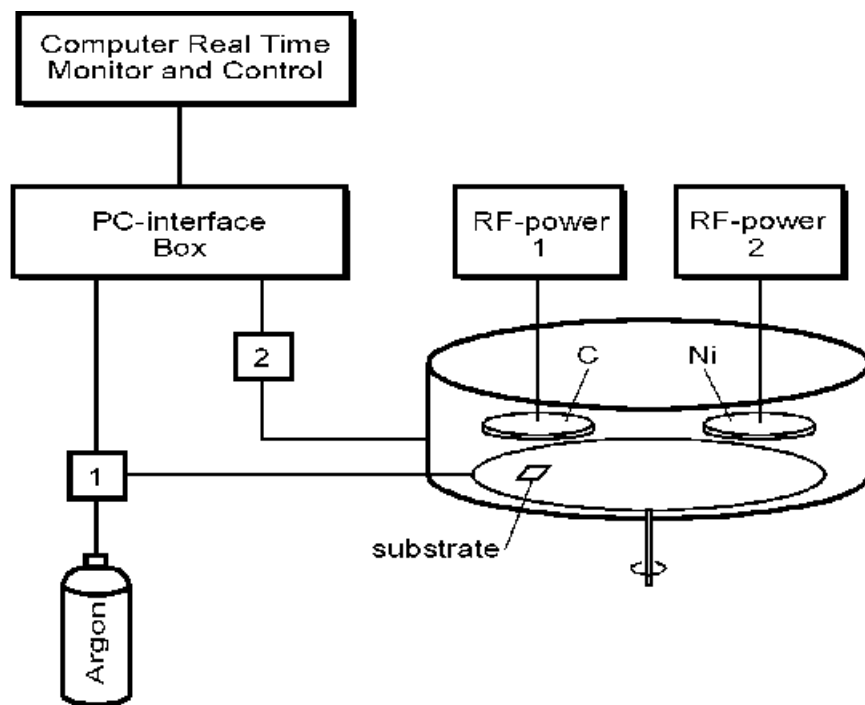 Computer Real Time
Monitor and Control
PC-interface
Box
RF-power
1
RF-power
2
2
C
Ni
1
substrate
Argon